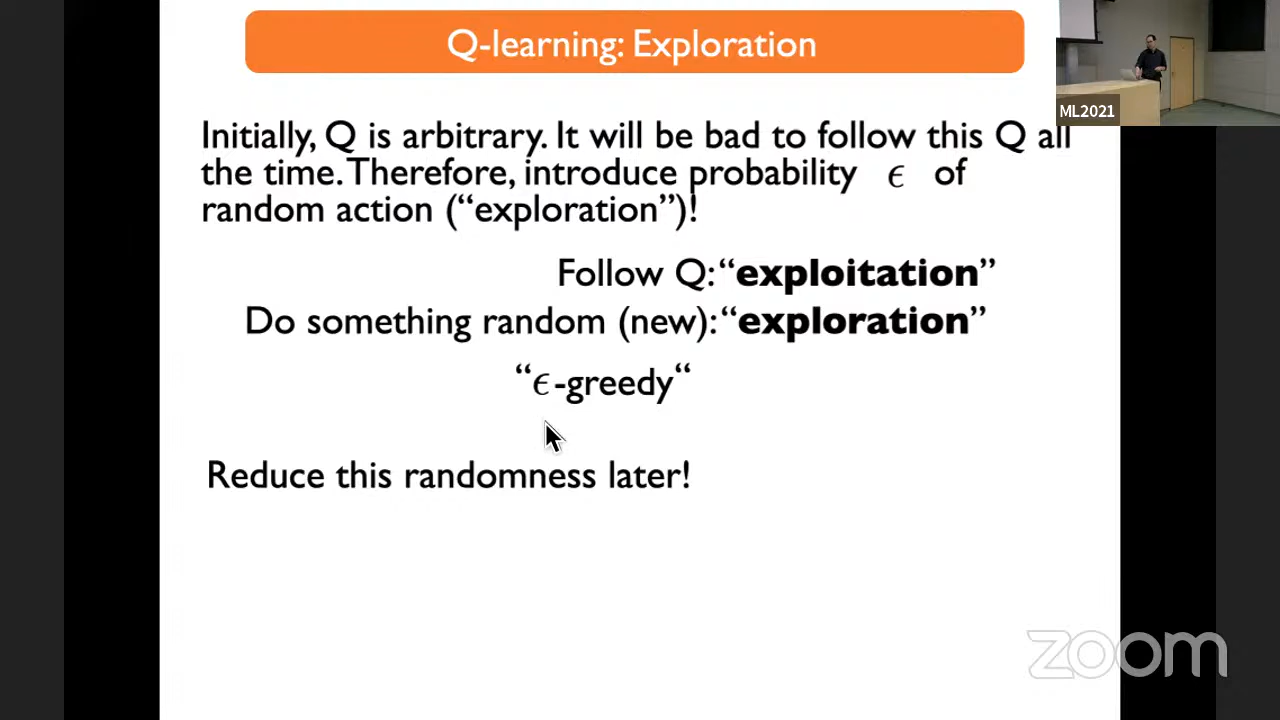 Q-learning: Exploration
ML2021
Initially, Q is arbitrary. It will be bad to follow this Q all
the time. Therefore, introduce probability ϵ of
random action (“exploration”)!
Follow Q: “exploitation”
Do something random (new): “exploration”
“ϵ-greedy“
Reduce this randomness later!
zoom